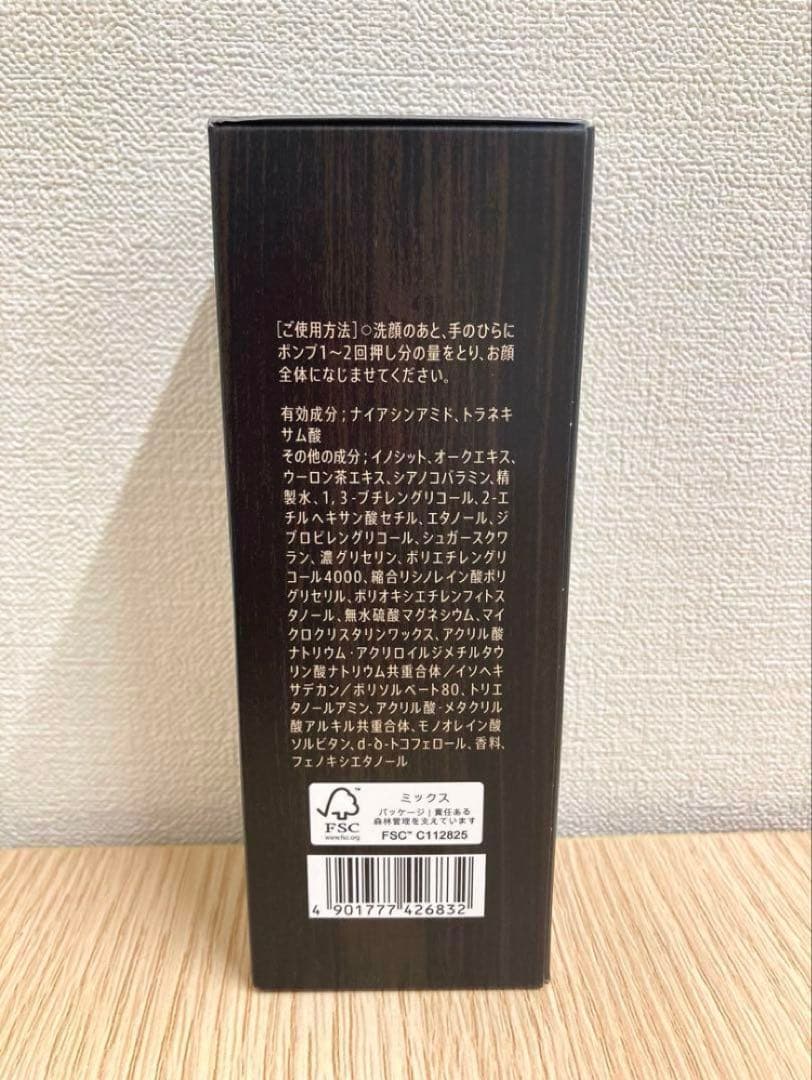 [ご使用方法]○洗顔のあと、手のひらに
ポンプ1～2回押し分の量をとり、お顔
全体になじませてください。
有効成分；ナイアシンアミド、トラネキ
サム酸
その他の成分；イノシット、オークエキス、
ウーロン茶エキス、シアノコバラミン、精
製水、1，3-ブチレングリコール、2-エ
チルヘキサン酸セチル、エタノール、ジ
プロピレングリコール、シュガースクワ
ラン、濃グリセリン、ポリエチレングリ
コール4000、縮合リシノレイン酸ポリ
グリセリル、ポリオキシエチレンフィトス
タノール、無水硫酸マグネシウム、マイ
クロクリスタリンワックス、アクリル酸
ナトリウム・アクリロイルジメチルタウ
リン酸ナトリウム共重合体／イソヘキ
サデカン／ポリソルベート80、トリエ
タノールアミン、アクリル酸・メタクリル
酸アルキル共重合体、モノオレイン酸
ソルビタン、d-δ-トコフェロール、香料、
フェノキシエタノール
FSC
www.fsc.org
ミックス
パッケージ｜責任ある
森林管理を支えています
FSC™ C112825
4 901777 426832